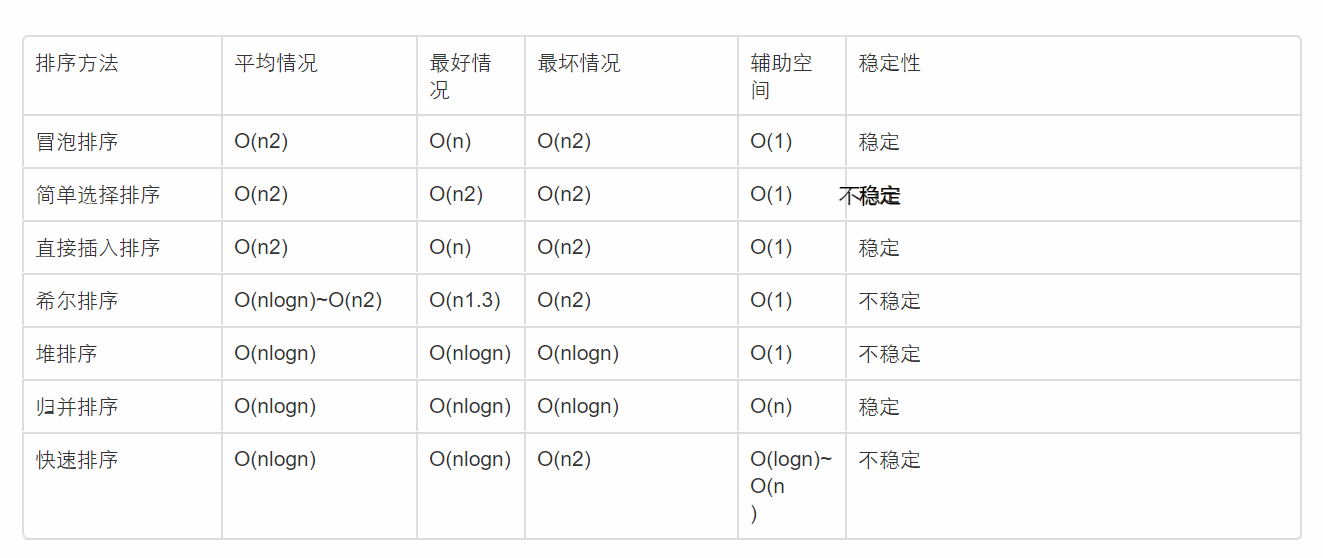 排序方法 平均情况 最好情 最坏情况 辅助空 稳定性
况 间
冒泡排序 O(n2) O(n) O(n2) O(1) 稳定
简单选择排序 O(n2) O(n2) O(n2) O(1) 不稳定
直接插入排序 O(n2) O(n) O(n2) O(1) 稳定
希尔排序 O(nlogn)~O(n2) O(n1.3) O(n2) O(1) 不稳定
堆排序 O(nlogn) O(nlogn) O(nlogn) O(1) 不稳定
归并排序 O(nlogn) O(nlogn) O(nlogn) O(n) 稳定
快速排序 O(nlogn) O(nlogn) O(n2) O(logn)~ 不稳定
O(n
)